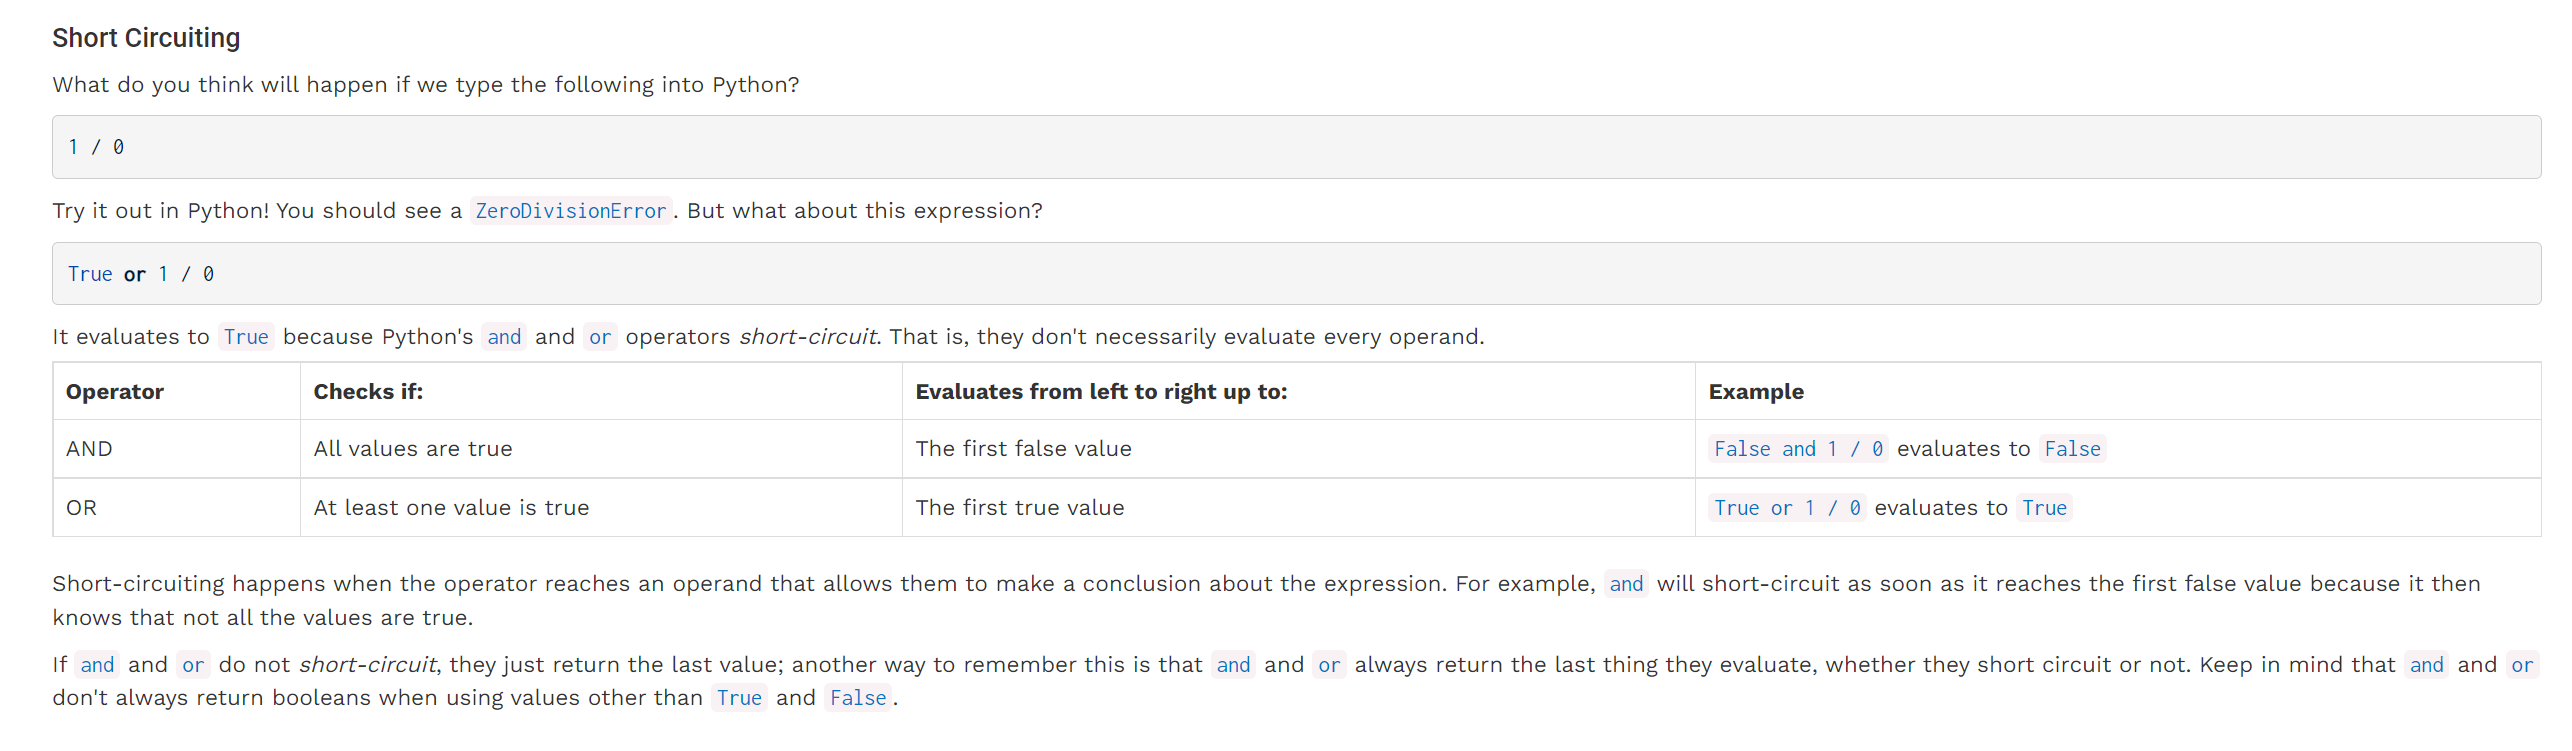 Short Circuiting
What do you think will happen if we type the following into Python?
1 / 0
Try it out in Python! You should see a ZeroDivisionError. But what about this expression?
True or 1 / 0
It evaluates to True because Python's and and or operators short-circuit. That is, they don't necessarily evaluate every operand.
Operator Checks if: Evaluates from left to right up to: Example
AND All values are true The first false value False and 1 / 0 evaluates to False
OR At least one value is true The first true value True or 1 / 0 evaluates to True
Short-circuiting happens when the operator reaches an operand that allows them to make a conclusion about the expression. For example, and will short-circuit as soon as it reaches the first false value because it then
knows that not all the values are true.
If and and or do not short-circuit, they just return the last value; another way to remember this is that and and or always return the last thing they evaluate, whether they short circuit or not. Keep in mind that and and or
don't always return booleans when using values other than True and False.